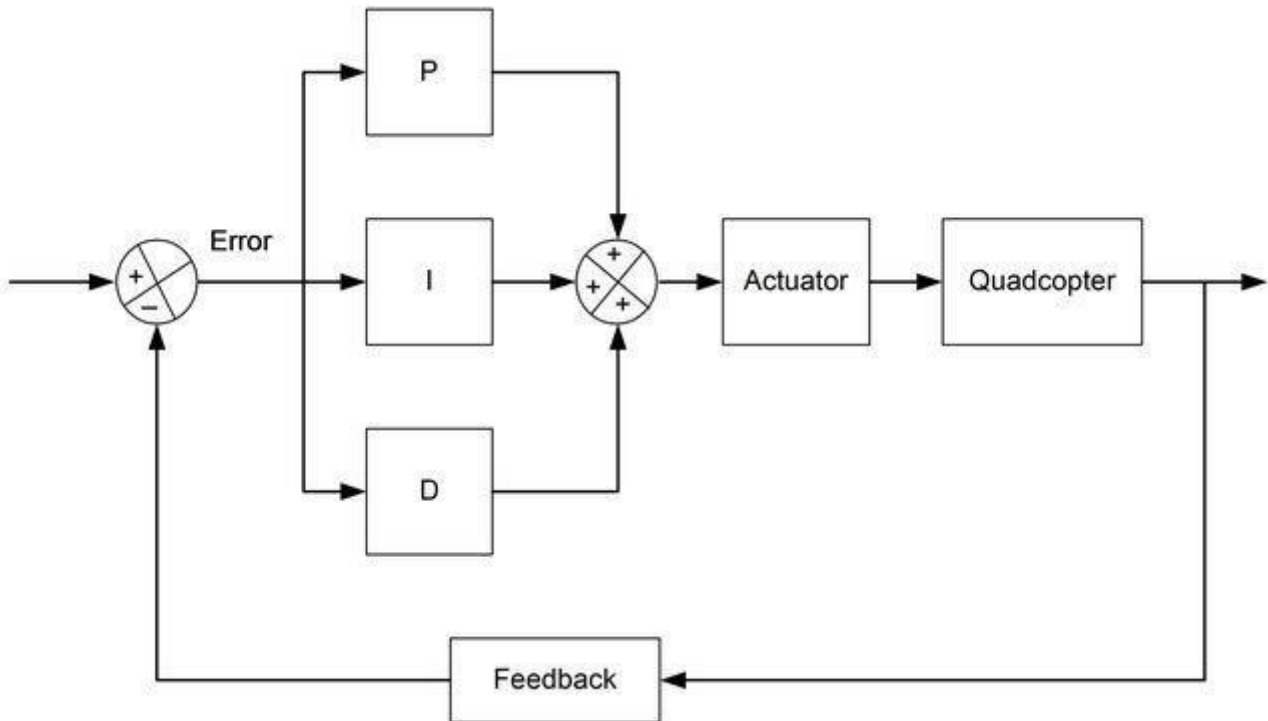 P
Error
+
−
I
+
+
+
Actuator
Quadcopter
D
Feedback